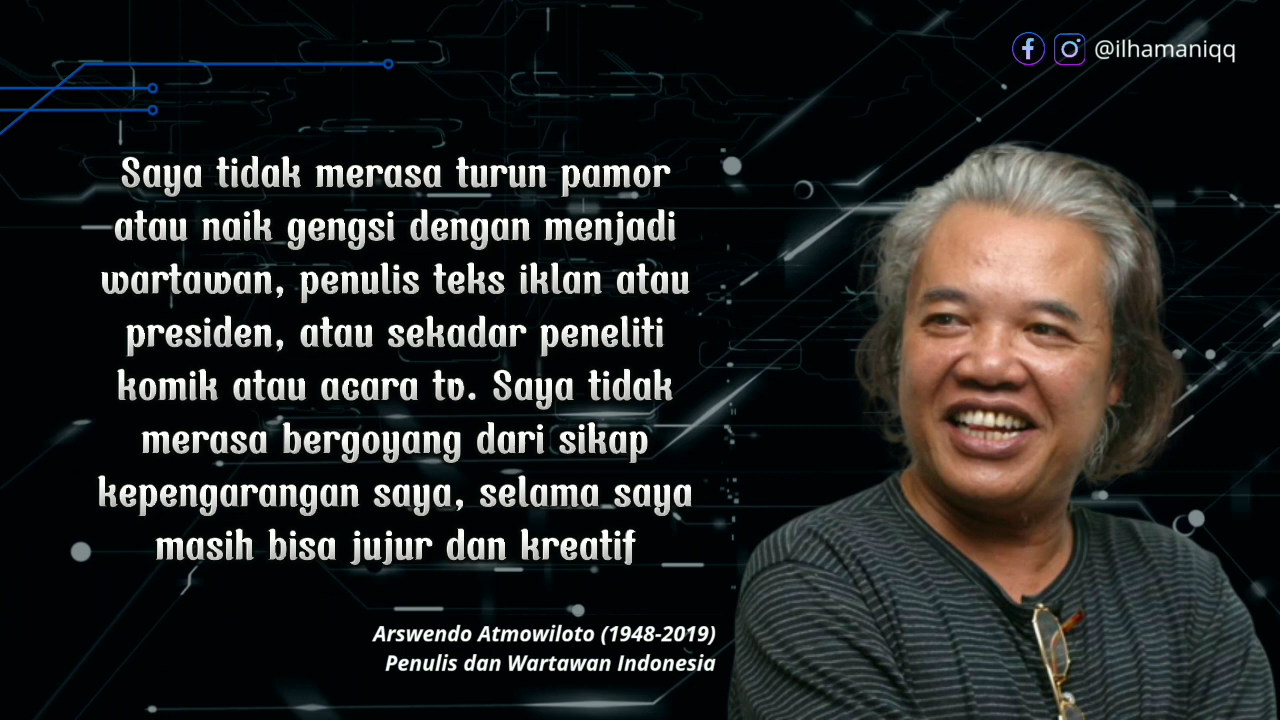 @ilhamaniqq
Saya tidak merasa turun pamor
atau naik gengsi dengan menjadi
wartawan, penulis teks iklan atau
presiden, atau sekadar peneliti
komik atau acara tv. Saya tidak
merasa bergoyang dari sikap
kepengarangan saya, selama saya
masih bisa jujur dan kreatif
Arswendo Atmowiloto (1948-2019)
Penulis dan Wartawan Indonesia